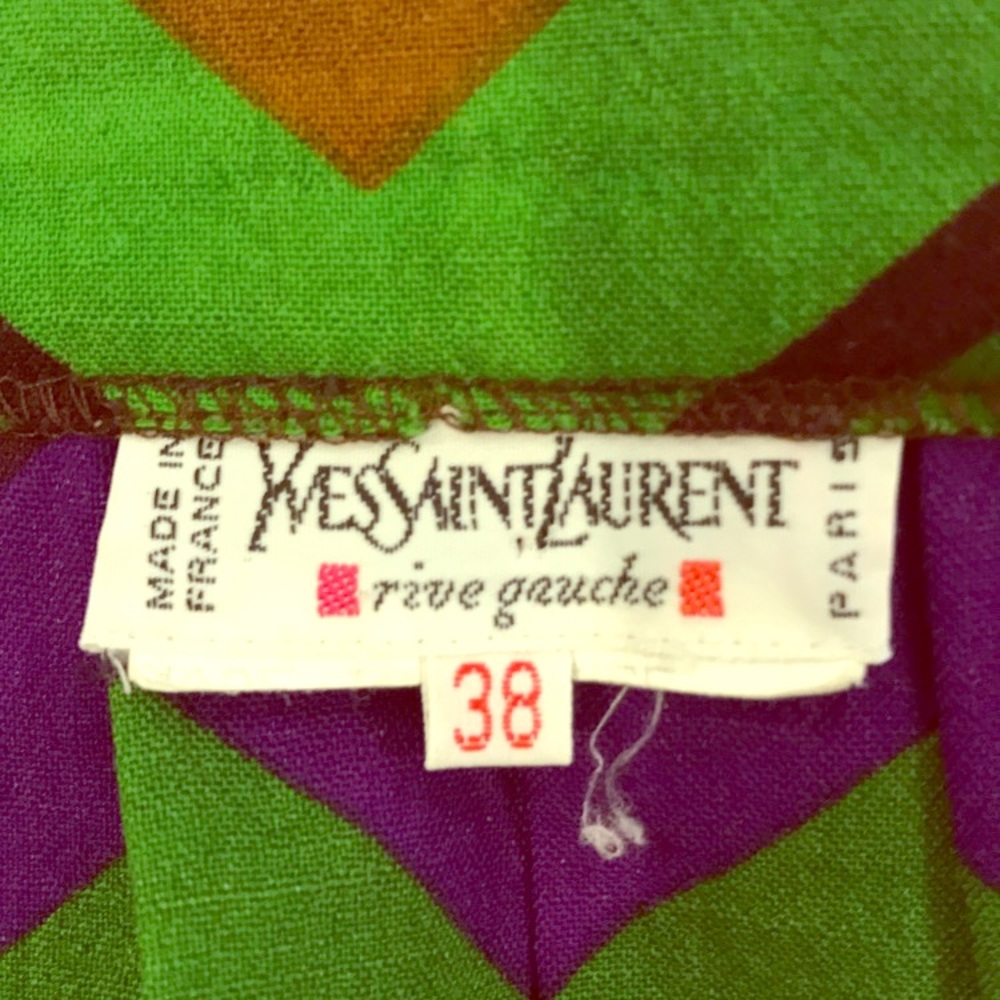 MADE IN
FRANCE
YVES SAINT LAURENT
rive gauche
PARIS
38